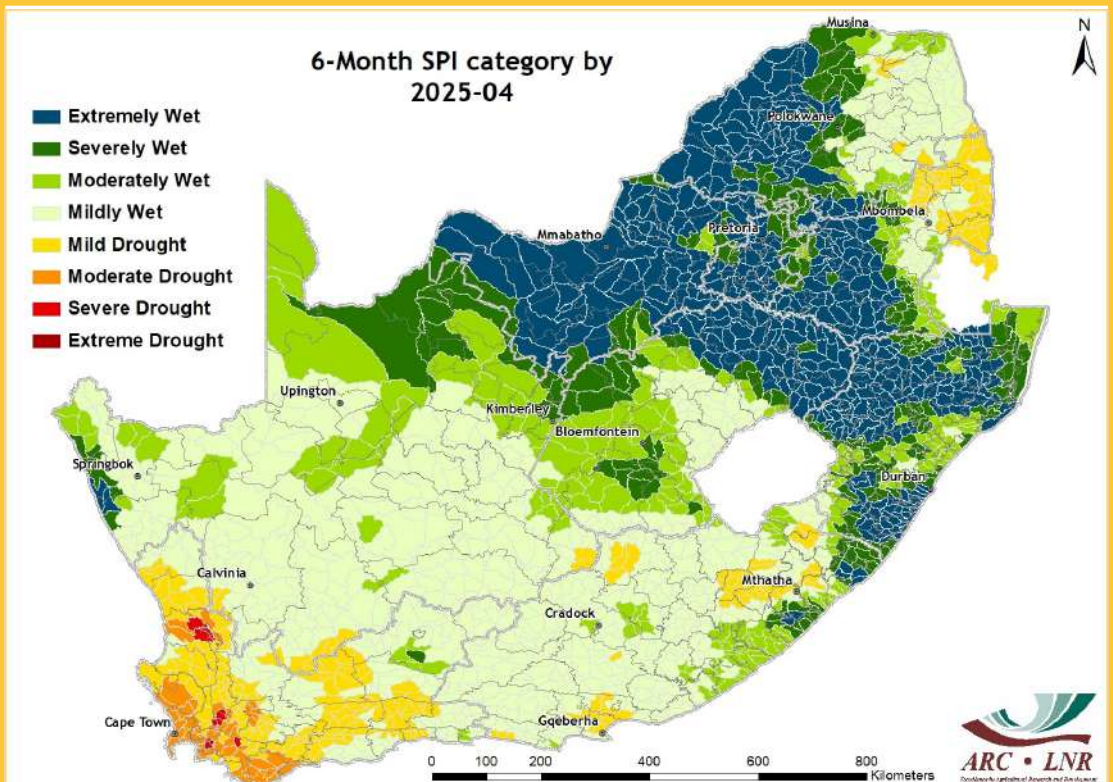 6-Month SPI category by
2025-04
N
Extremely Wet
Severely Wet
Moderately Wet
Mildly Wet
Mild Drought
Moderate Drought
Severe Drought
Extreme Drought
Musina
Polokwane
Mbombela
Pretoria
Mmabatho
Upington
Kimberley
Bloemfontein
Springbok
Durban
Calvinia
Mthatha
Cradock
Cape Town
Gqeberha
0 100 200 400 600 800
Kilometers
ARC • LNR